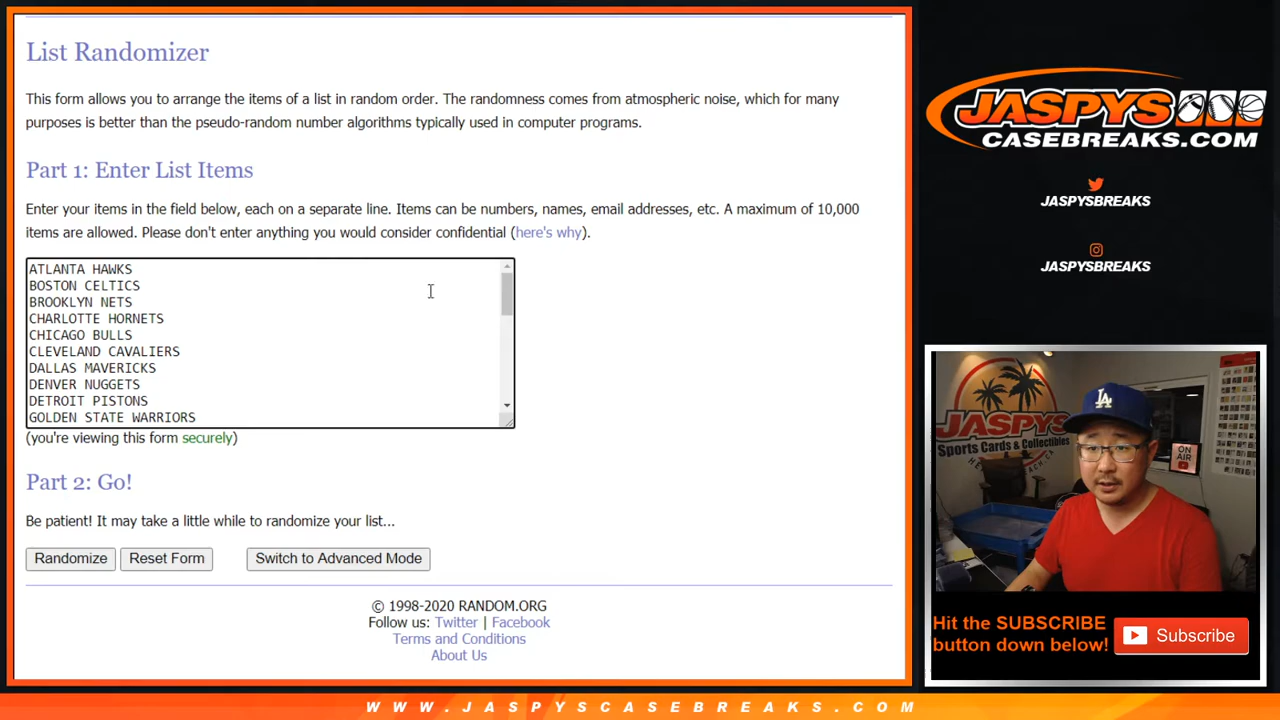 List Randomizer
This form allows you to arrange the items of a list in random order. The randomness comes from atmospheric noise, which for many
purposes is better than the pseudo-random number algorithms typically used in computer programs.
Part 1: Enter List Items
Enter your items in the field below, each on a separate line. Items can be numbers, names, email addresses, etc. A maximum of 10,000
items are allowed. Please don't enter anything you would consider confidential (here's why).
ATLANTA HAWKS
BOSTON CELTICS
BROOKLYN NETS
CHARLOTTE HORNETS
CHICAGO BULLS
CLEVELAND CAVALIERS
DALLAS MAVERICKS
DENVER NUGGETS
DETROIT PISTONS
GOLDEN STATE WARRIORS
(you're viewing this form securely)
Part 2: Go!
Be patient! It may take a little while to randomize your list...
Randomize
Reset Form
Switch to Advanced Mode
© 1998-2020 RANDOM.ORG
Follow us: Twitter | Facebook
Terms and Conditions
About Us
JASPYS
CASEBREAKS.COM
JASPYSBREAKS
JASPYSBREAKS
JASPYS
Sports Cards & Collectibles
ON
AIR
LA
Hit the SUBSCRIBE
button down below!
Subscribe
WWW.JASPYSCASEBREAKS.COM